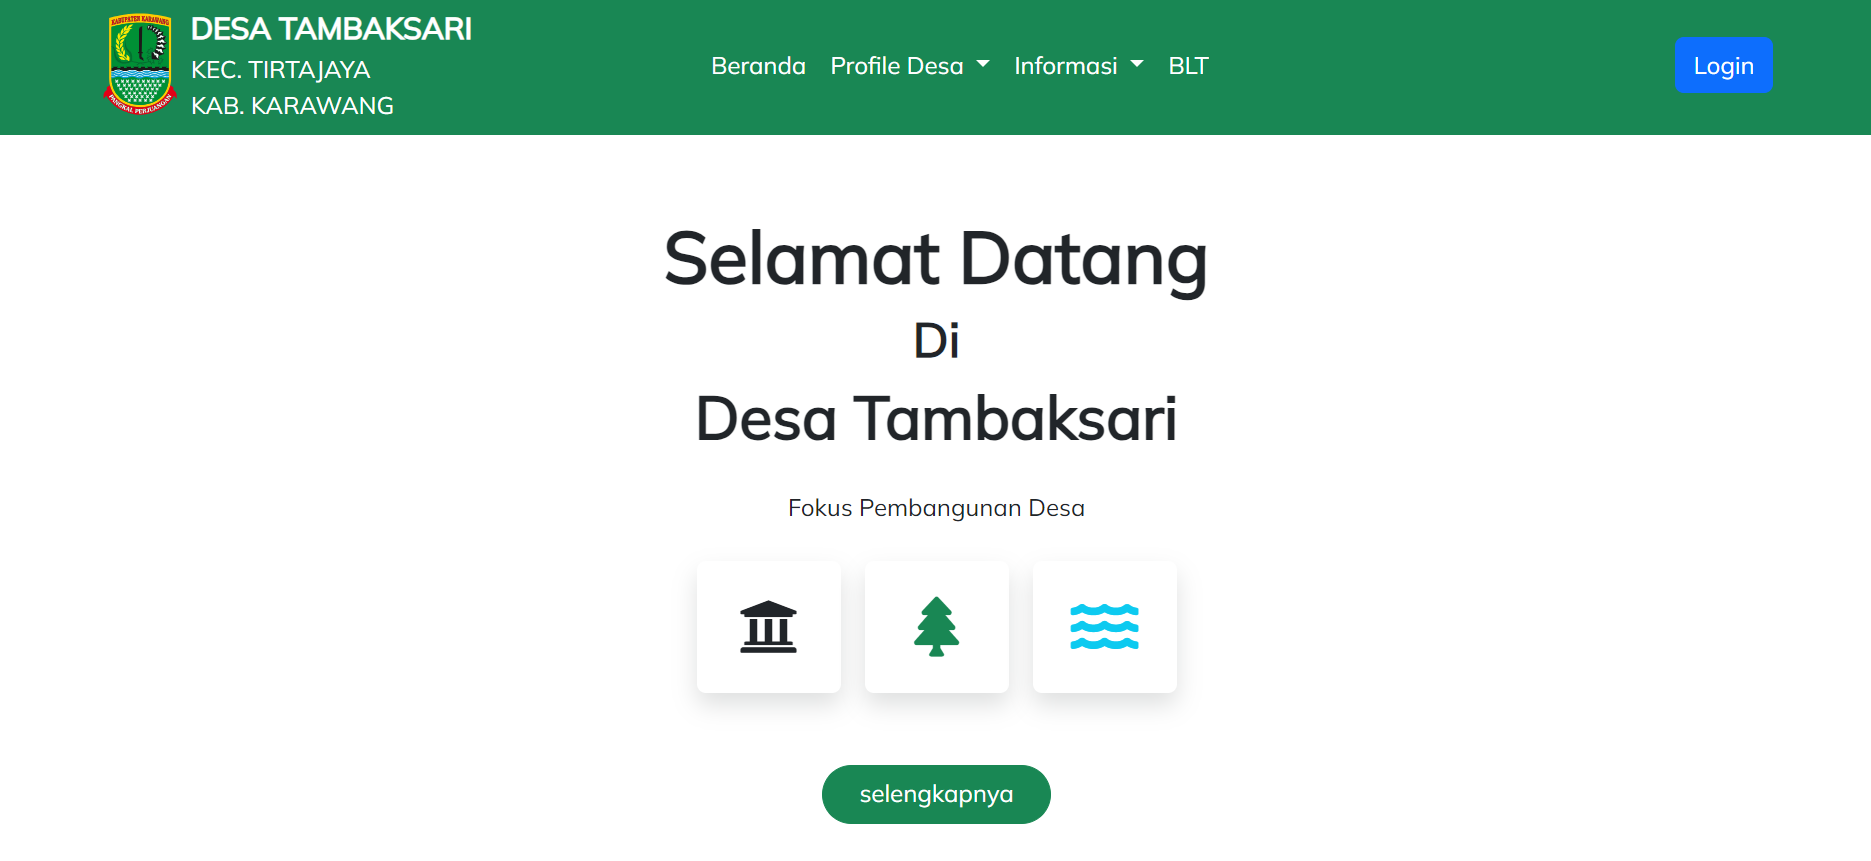 KABUPATEN KARAWANG
PANGKAL PERJUANGAN
DESA TAMBAKSARI
KEC. TIRTAJAYA
KAB. KARAWANG
Beranda Profile Desa Informasi BLT
Login
Selamat Datang
Di
Desa Tambaksari
Fokus Pembangunan Desa
selengkapnya